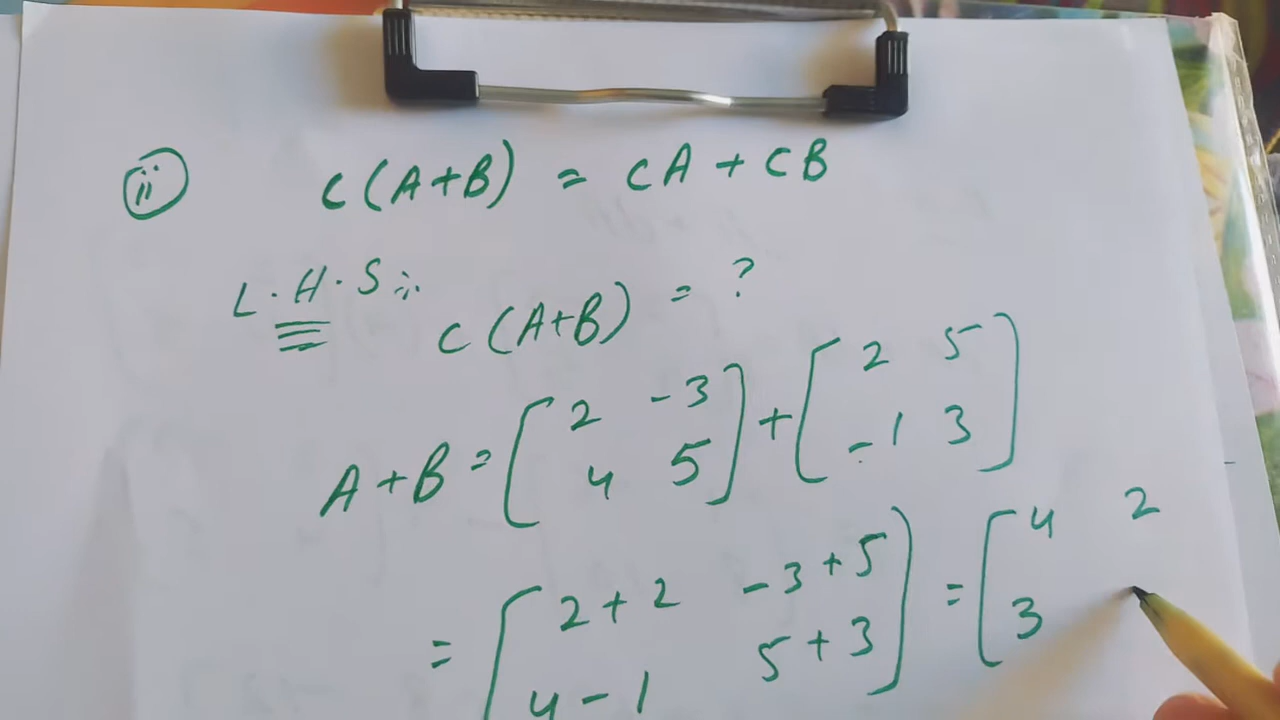 ii C(A+B) = CA + CB
L.H.S:
C(A+B) = ?
A+B = [2 -3 4 5] + [2 5 -1 3]
= [2+2 -3+5 4-1 5+3] = [4 2 3